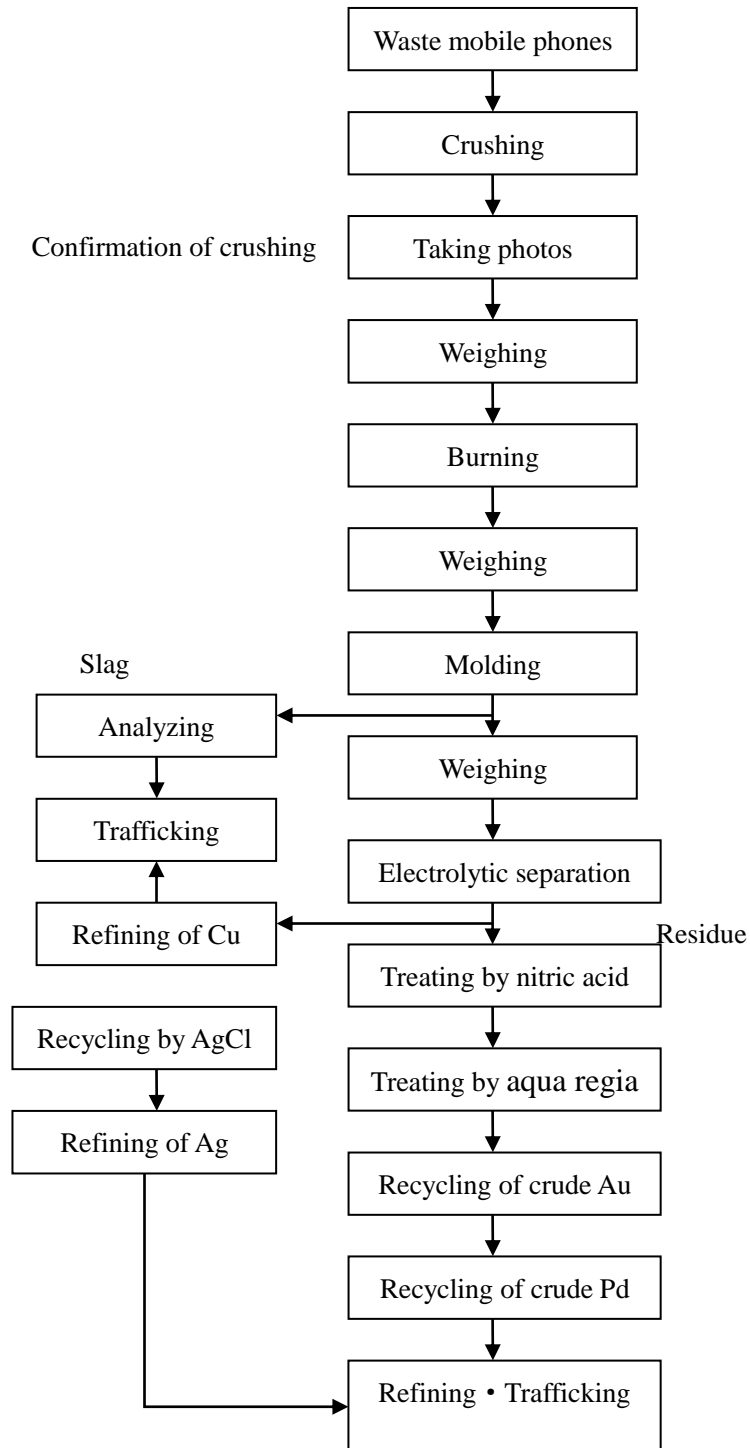 Waste mobile phones
Crushing
Confirmation of crushing
Taking photos
Weighing
Burning
Weighing
Slag
Molding
Analyzing
Weighing
Trafficking
Electrolytic separation
Refining of Cu
Residue
Treating by nitric acid
Recycling by AgCl
Treating by aqua regia
Refining of Ag
Recycling of crude Au
Recycling of crude Pd
Refining・Trafficking